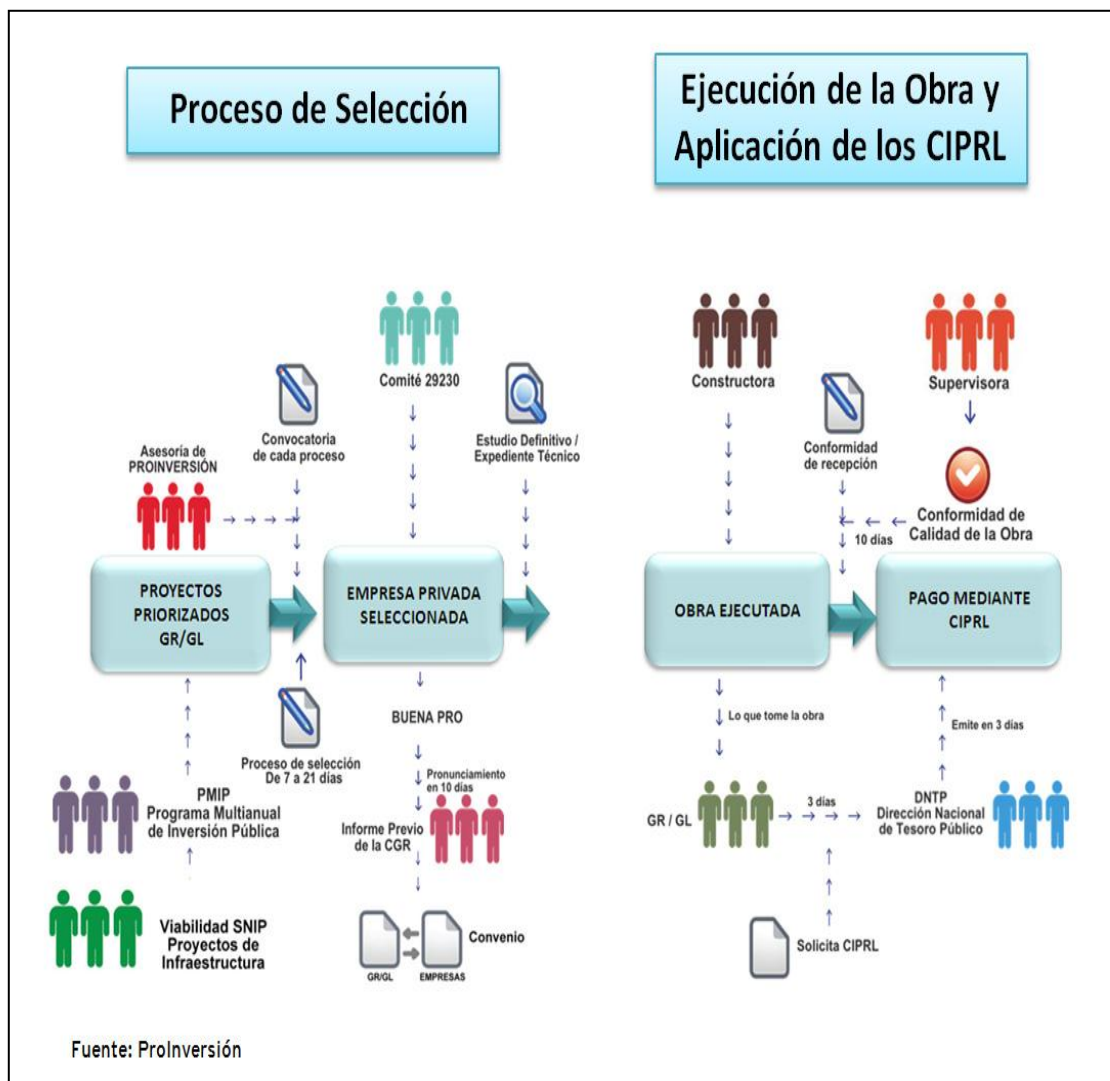 Proceso de Selección
Ejecución de la Obra y
Aplicación de los CIPRL
Comité 29230
Convocatoria
de cada proceso
Estudio Definitivo /
Expediente Técnico
Asesoría de
PROINVERSIÓN
PROYECTOS
PRIORIZADOS
GR/GL
EMPRESA PRIVADA
SELECCIONADA
BUENA PRO
Proceso de selección
De 7 a 21 días
PMIP
Programa Multianual
de Inversión Pública
Pronunciamiento
en 10 días
Informe Previo
de la CGR
Viabilidad SNIP
Proyectos de
Infraestructura
Convenio
GR/GL
EMPRESAS
Constructora
Supervisora
Conformidad
de recepción
Conformidad de
Calidad de la Obra
10 días
OBRA EJECUTADA
PAGO MEDIANTE
CIPRL
Lo que tome la obra
Emite en 3 días
GR / GL
3 días
DNTP
Dirección Nacional
de Tesoro Público
Solicita CIPRL
Fuente: ProInversión